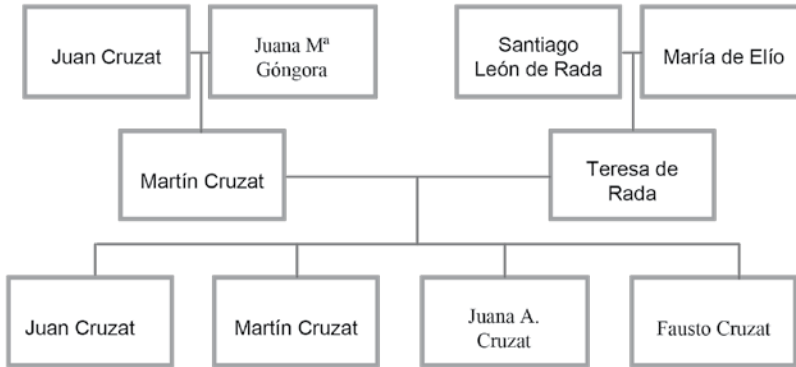 Juan Cruzat
Juana Mª
Góngora
Santiago
León de Rada
María de Elío
Martín Cruzat
Teresa de
Rada
Juan Cruzat
Martín Cruzat
Juana A.
Cruzat
Fausto Cruzat